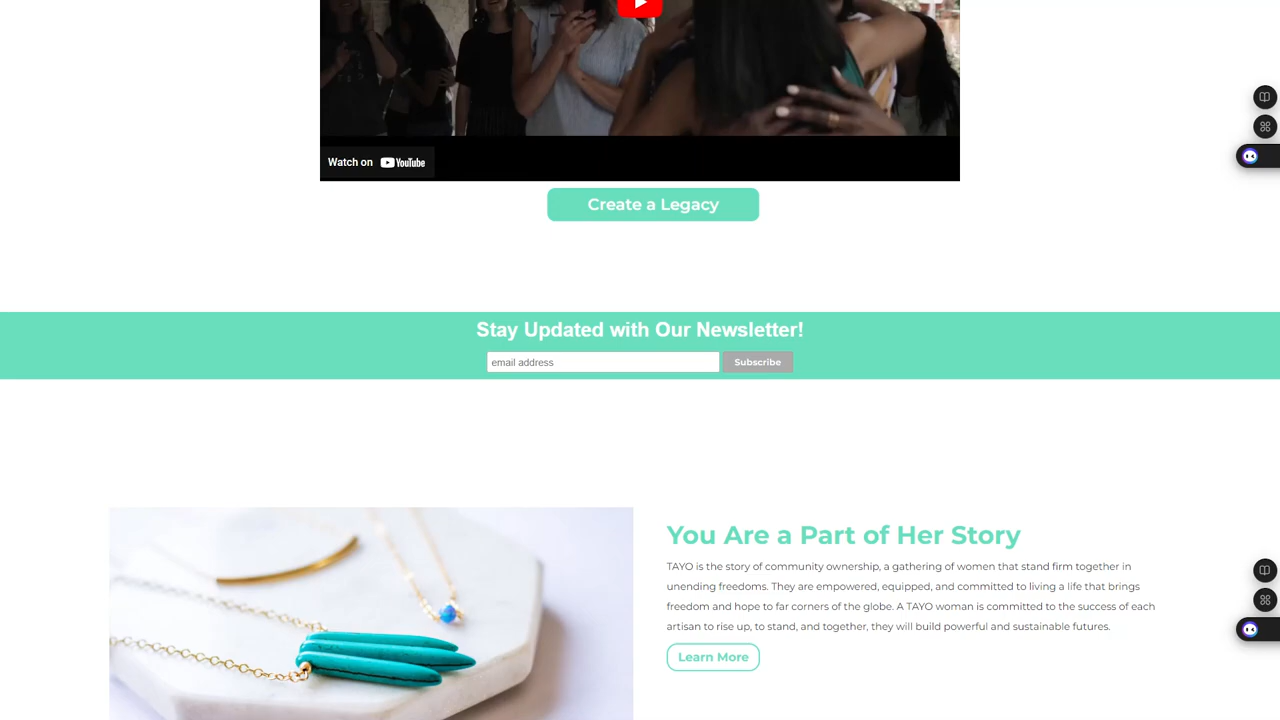 Watch on YouTube
Create a Legacy
Stay Updated with Our Newsletter!
email address
Subscribe
You Are a Part of Her Story
TAYO is the story of community ownership, a gathering of women that stand firm together in
unending freedoms. They are empowered, equipped, and committed to living a life that brings
freedom and hope to far corners of the globe. A TAYO woman is committed to the success of each
artisan to rise up, to stand, and together, they will build powerful and sustainable futures.
Learn More